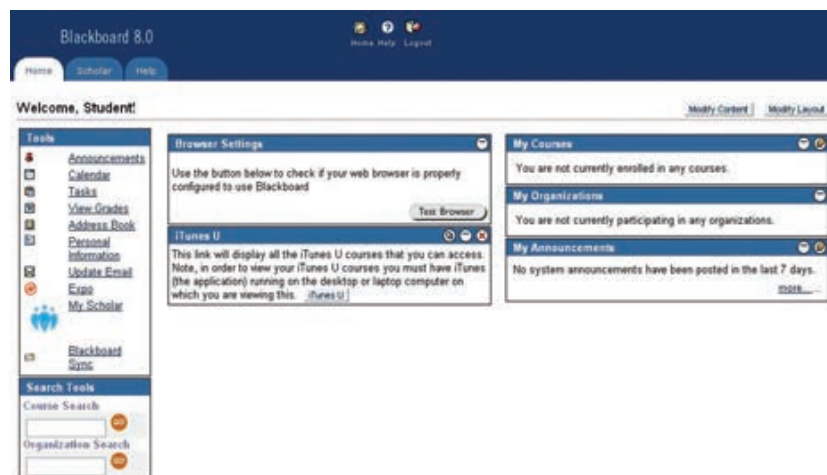 Blackboard 8.0
Home Help Logout
Home Scholar Help
Welcome, Student!
Modify Content Modify Layout
Tools
Announcements
Calendar
Tasks
View Grades
Address Book
Personal
Information
Update Email
Expo
My Scholar
Blackboard
Sync
Search Tools
Course Search
GO
Organization Search
GO
Browser Settings
Use the button below to check if your web browser is properly
configured to use Blackboard
Test Browser
iTunes U
This link will display all the iTunes U courses that you can access.
Note, in order to view your iTunes U courses you must have iTunes
(the application) running on the desktop or laptop computer on
which you are viewing this. iTunes U
My Courses
You are not currently enrolled in any courses.
My Organizations
You are not currently participating in any organizations.
My Announcements
No system announcements have been posted in the last 7 days.
more......